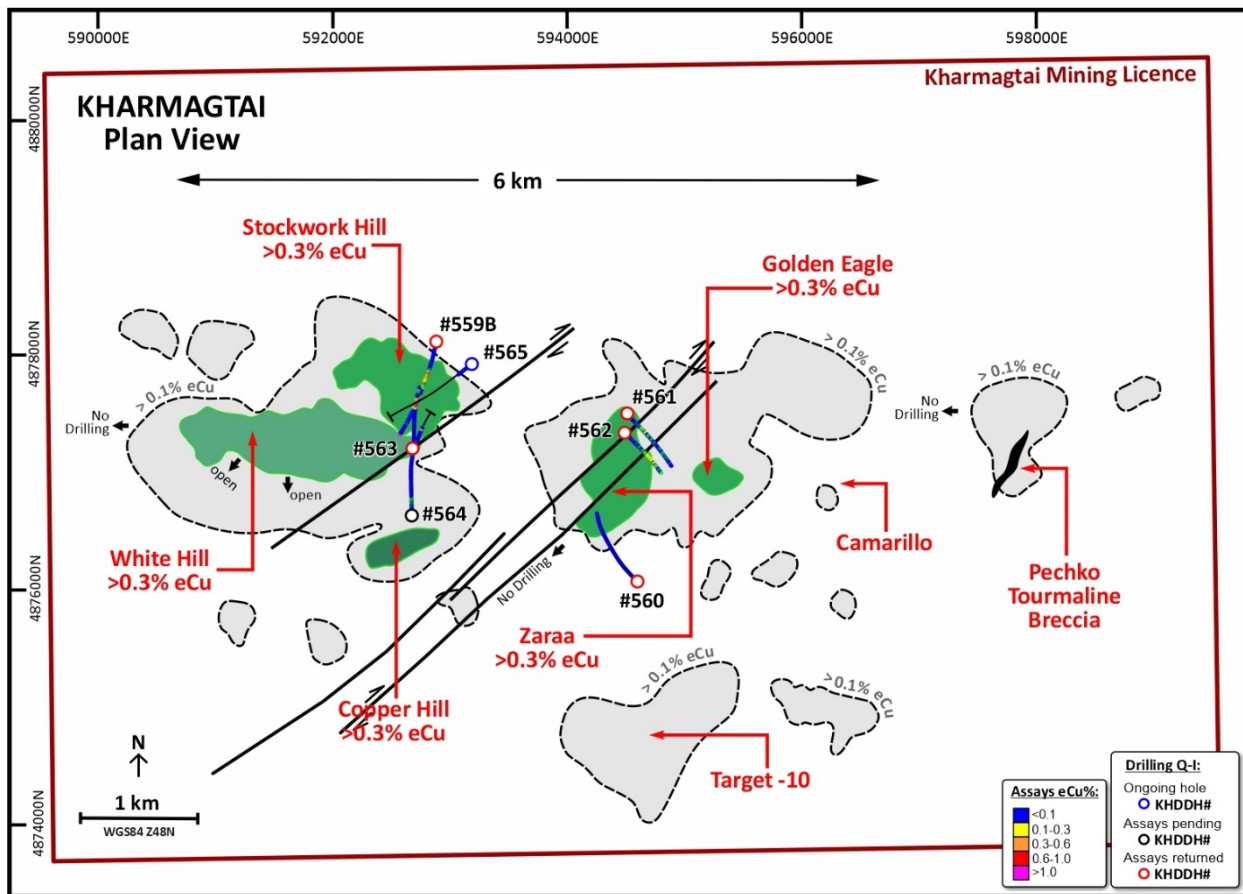 590000E
592000E
594000E
596000E
598000E
Kharmagtai Mining Licence
4880000N
4878000N
4876000N
4874000N
KHARMAGTAI
Plan View
6 km
Stockwork Hill
>0.3% eCu
Golden Eagle
>0.3% eCu
#559B
#565
> 0.1% eCu
> 0.1% eCu
> 0.1% eCu
No
Drilling
No
Drilling
#561
#562
#563
open
open
#564
White Hill
>0.3% eCu
Camarillo
Pechko
Tourmaline
Breccia
No Drilling
#560
Zaraa
>0.3% eCu
Copper Hill
>0.3% eCu
> 0.1% eCu
>0.1% eCu
Target -10
N
1 km
WGS84 Z48N
Assays eCu%:
<0.1
0.1-0.3
0.3-0.6
0.6-1.0
>1.0
Drilling Q-I:
Ongoing hole
KHDDH#
Assays pending
KHDDH#
Assays returned
KHDDH#